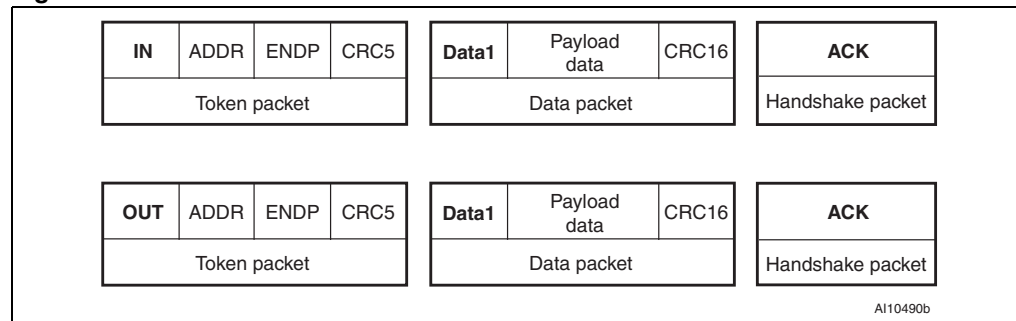 IN ADDR ENDP CRC5 Data1 Payload data CRC16 ACK
Token packet Data packet Handshake packet
OUT ADDR ENDP CRC5 Data1 Payload data CRC16 ACK
Token packet Data packet Handshake packet
AI10490b